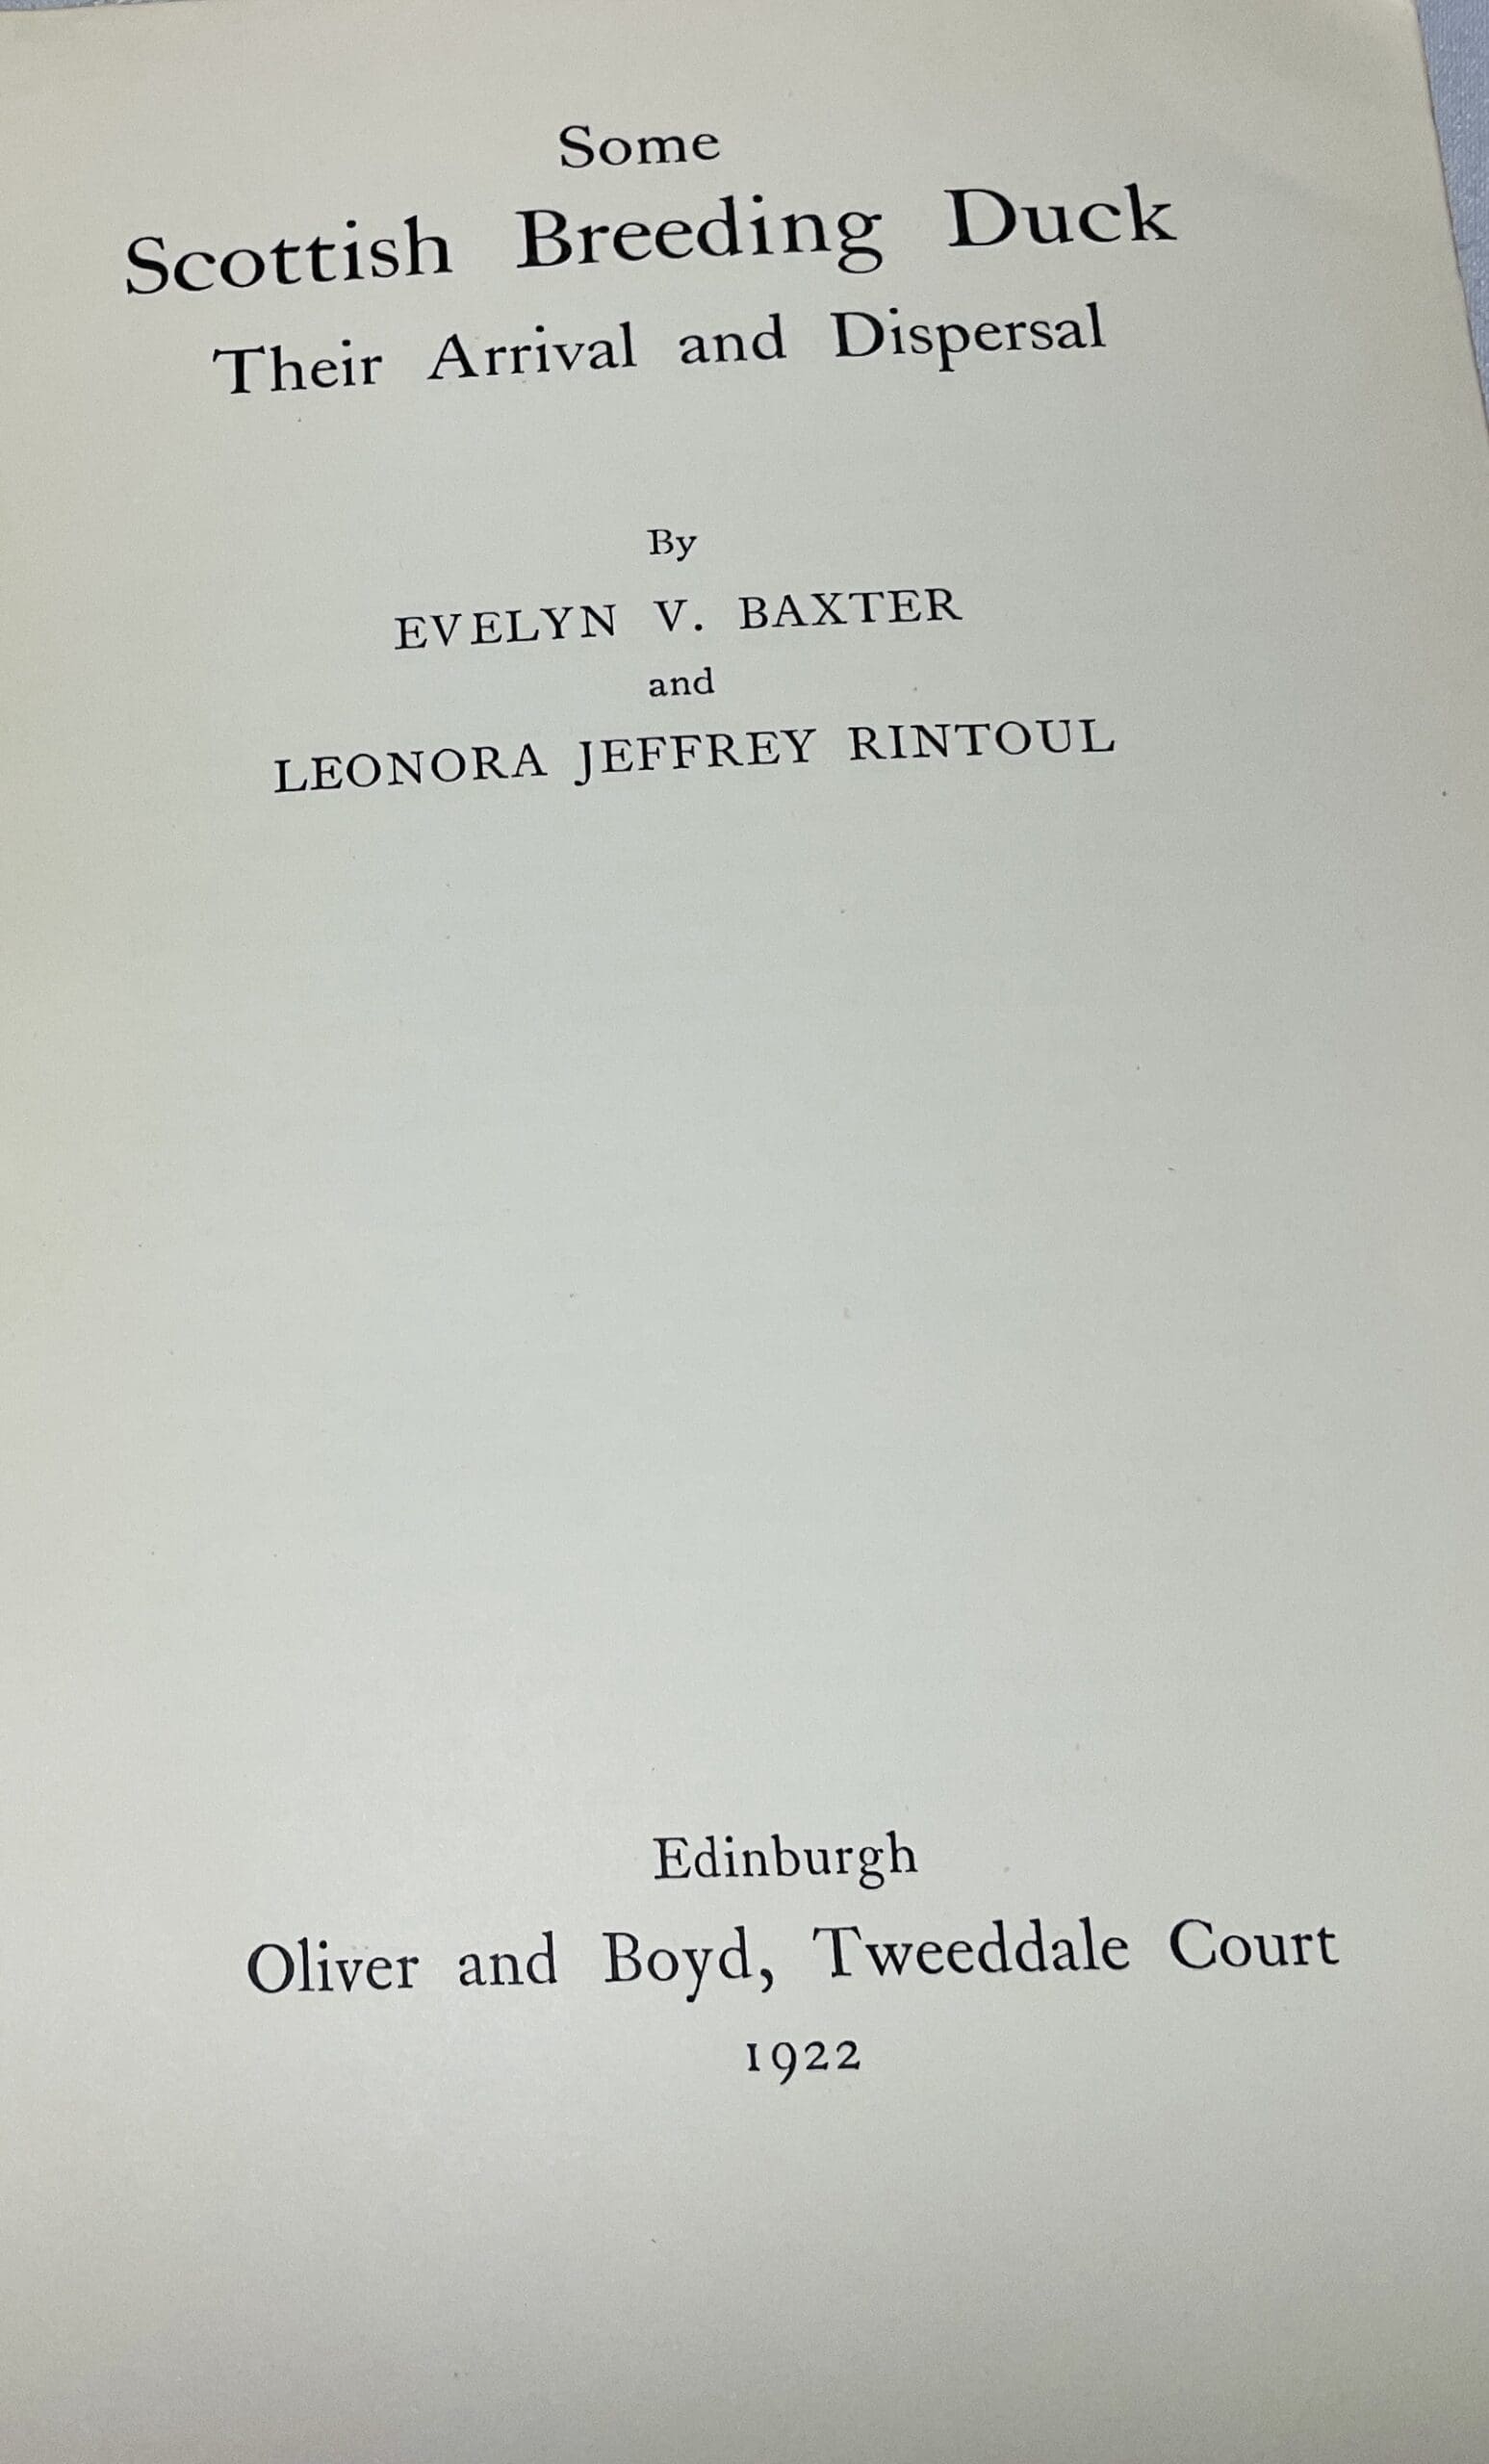 Some
Scottish Breeding Duck
Their Arrival and Dispersal
By
EVELYN V. BAXTER
and
LEONORA JEFFREY RINTOUL
Edinburgh
Oliver and Boyd, Tweeddale Court
1922